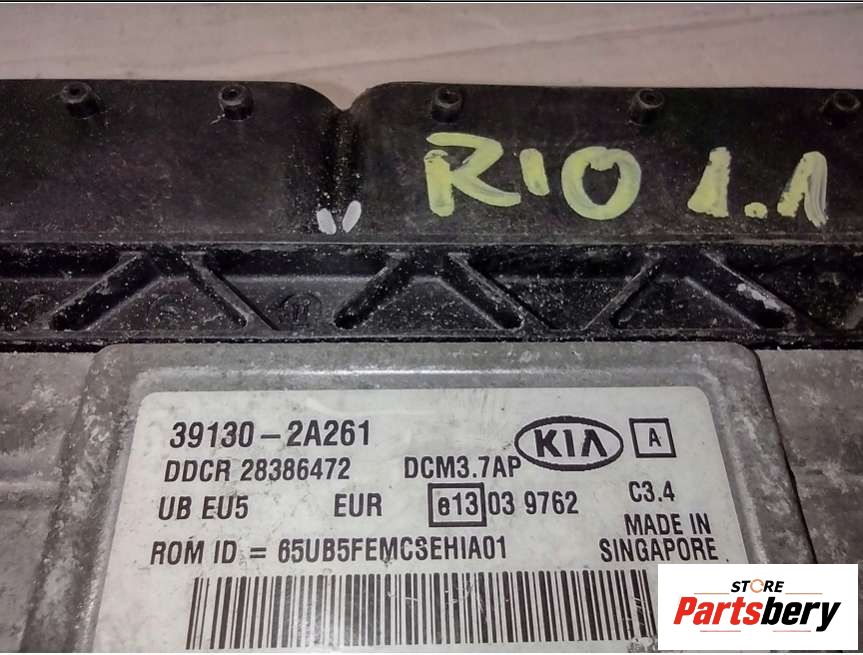 RIO 1.1
39130-2A261 KIA A
DDCR 28386472 DCM3.7AP
UB EU5 EUR e13 03 9762 C3.4
MADE IN
ROM ID = 65UB5FEMC3EHIA01 SINGAPORE
STORE
Partsbery